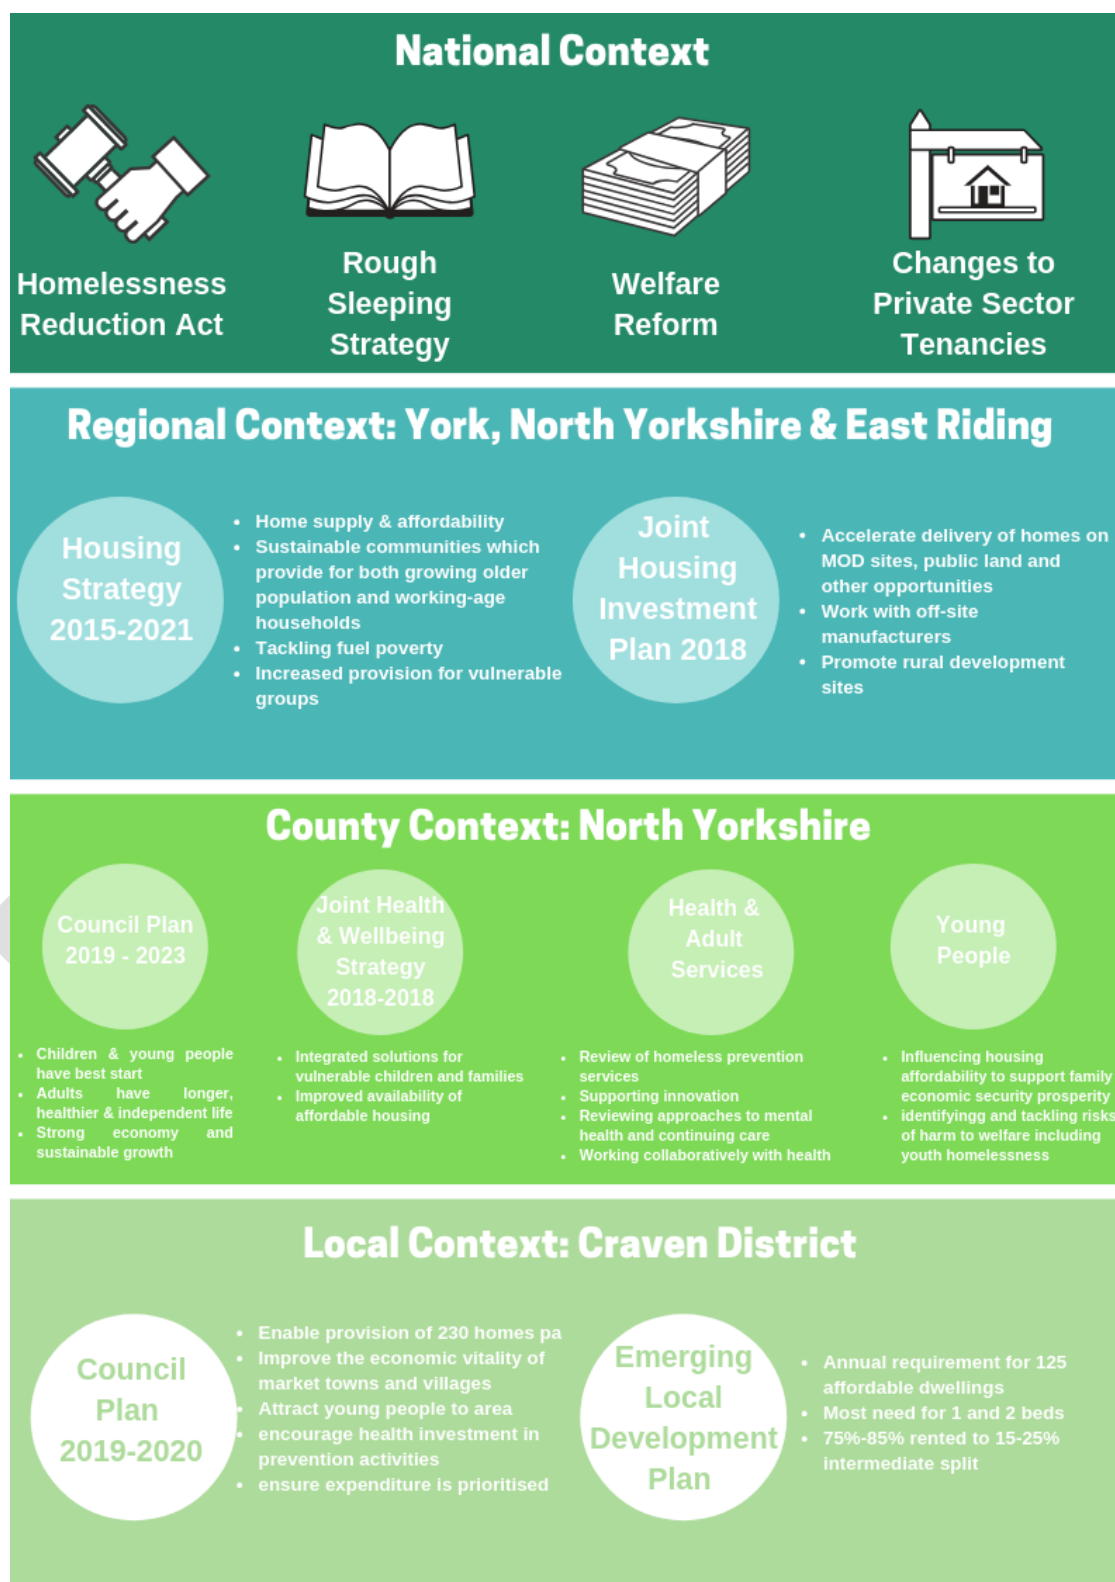 National Context
Homelessness
Reduction Act
Rough
Sleeping
Strategy
Welfare
Reform
Changes to
Private Sector
Tenancies
Regional Context: York, North Yorkshire & East Riding
Housing
Strategy
2015-2021
• Home supply & affordability
• Sustainable communities which
provide for both growing older
population and working-age
households
• Tackling fuel poverty
• Increased provision for vulnerable
groups
Joint
Housing
Investment
Plan 2018
• Accelerate delivery of homes on
MOD sites, public land and
other opportunities
• Work with off-site
manufacturers
• Promote rural development
sites
County Context: North Yorkshire
Council Plan
2019 - 2023
• Children & young people
have best start
• Adults have longer,
healthier & independent life
• Strong economy and
sustainable growth
Joint Health
& Wellbeing
Strategy
2018-2018
• Integrated solutions for
vulnerable children and families
• Improved availability of
affordable housing
Health &
Adult
Services
• Review of homeless prevention
services
• Supporting innovation
• Reviewing approaches to mental
health and continuing care
• Working collaboratively with health
Young
People
• Influencing housing
affordability to support family
economic security prosperity
• identifyingg and tackling risks
of harm to welfare including
youth homelessness
Local Context: Craven District
Council
Plan
2019-2020
• Enable provision of 230 homes pa
• Improve the economic vitality of
market towns and villages
• Attract young people to area
• encourage health investment in
prevention activities
• ensure expenditure is prioritised
Emerging
Local
Development
Plan
• Annual requirement for 125
affordable dwellings
• Most need for 1 and 2 beds
• 75%-85% rented to 15-25%
intermediate split